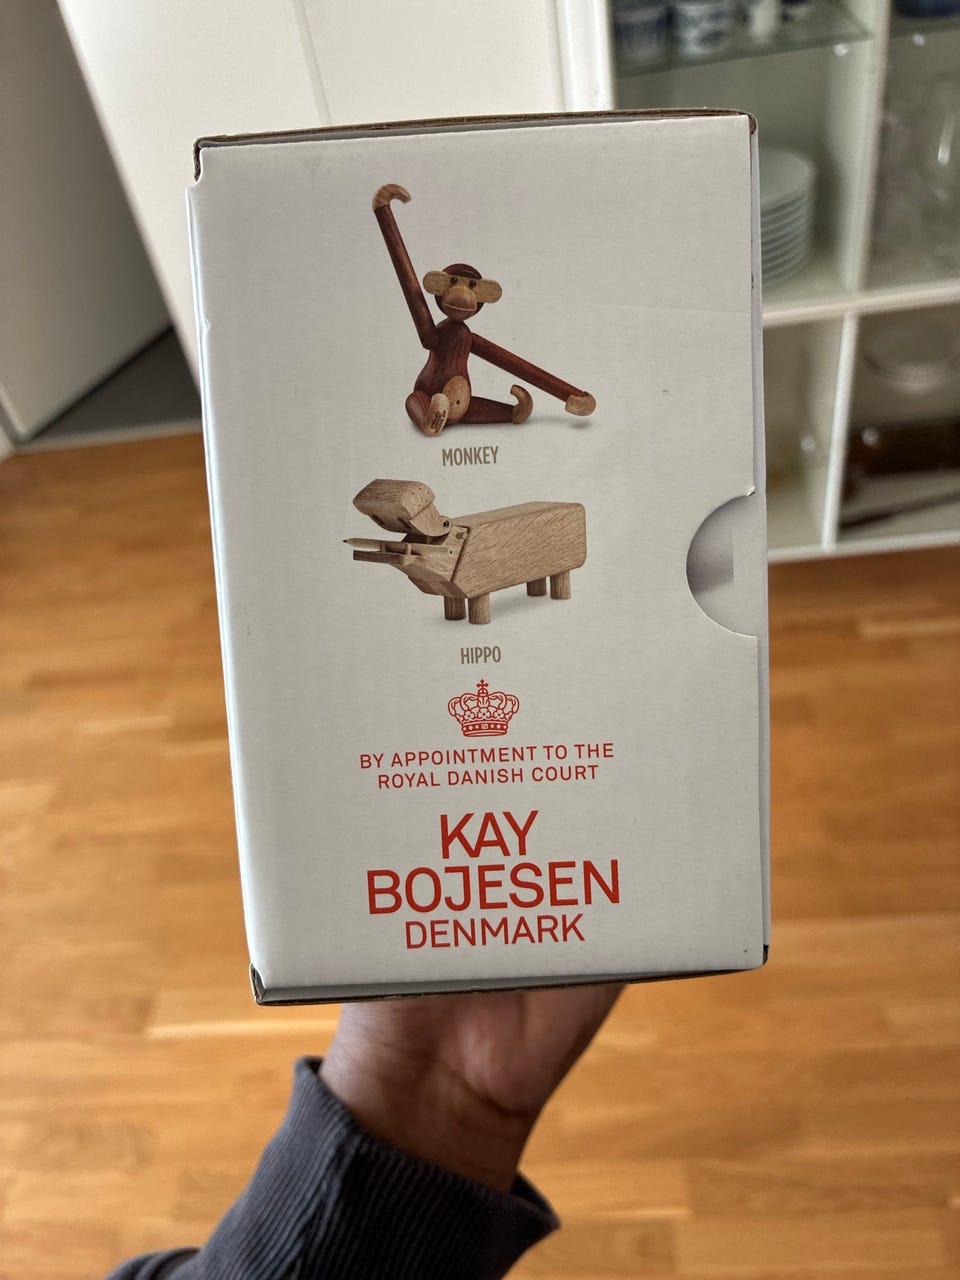 MONKEY
HIPPO
BY APPOINTMENT TO THE
ROYAL DANISH COURT
KAY
BOJESEN
DENMARK